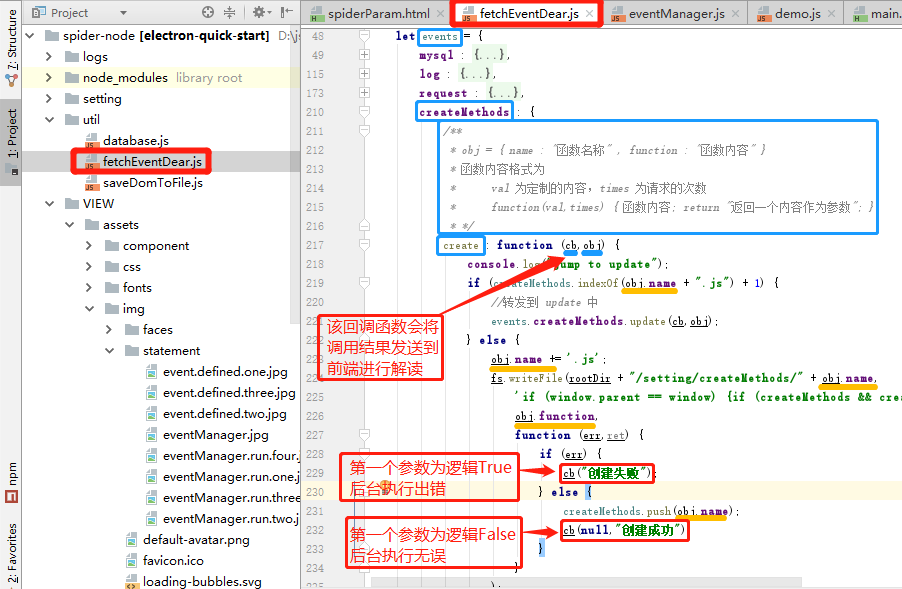 Project
spiderParam.html
fetchEventDear.js
eventManager.js
demo.js
main.
7: Structure
1: Project
npm
2: Favorites
spider-node [electron-quick-start] D:\
logs
node_modules library root
setting
util
database.js
fetchEventDear.js
saveDomToFile.js
VIEW
assets
component
css
fonts
img
faces
statement
event.defined.one.jpg
event.defined.three.jpg
event.defined.two.jpg
eventManager.jpg
eventManager.run.four.
eventManager.run.one.j
eventManager.run.three
eventManager.run.two.j
default-avatar.png
favicon.ico
loading-bubbles.svg
48 let events = {
49 mysql : {...},
115 log : {...},
173 request : {...},
210 createMethods : {
211 /**
212 * obj = { name : "函数名称" , function : "函数内容" }
213 * 函数内容格式为
214 * val 为定制的内容，times 为请求的次数
215 * function(val,times) { 函数内容; return "返回一个内容作为参数"; }
216 * */
217 create : function (cb,obj) {
218 console.log("jump to update");
219 if (createMethods.indexOf(obj.name + ".js") + 1) {
220 //转发到 update 中
events.createMethods.update(cb,obj);
} else {
obj.name += '.js';
fs.writeFile(rootDir + "/setting/createMethods/" + obj.name,
225 'if (window.parent == window) {if (createMethods && crea
226 obj.function,
227 function (err,ret) {
228 if (err) {
229 cb("创建失败");
230 } else {
231 createMethods.push(obj.name);
232 cb(null,"创建成功")
233 }
234 }
);
该回调函数会将
调用结果发送到
前端进行解读
第一个参数为逻辑True
后台执行出错
第一个参数为逻辑False
后台执行无误